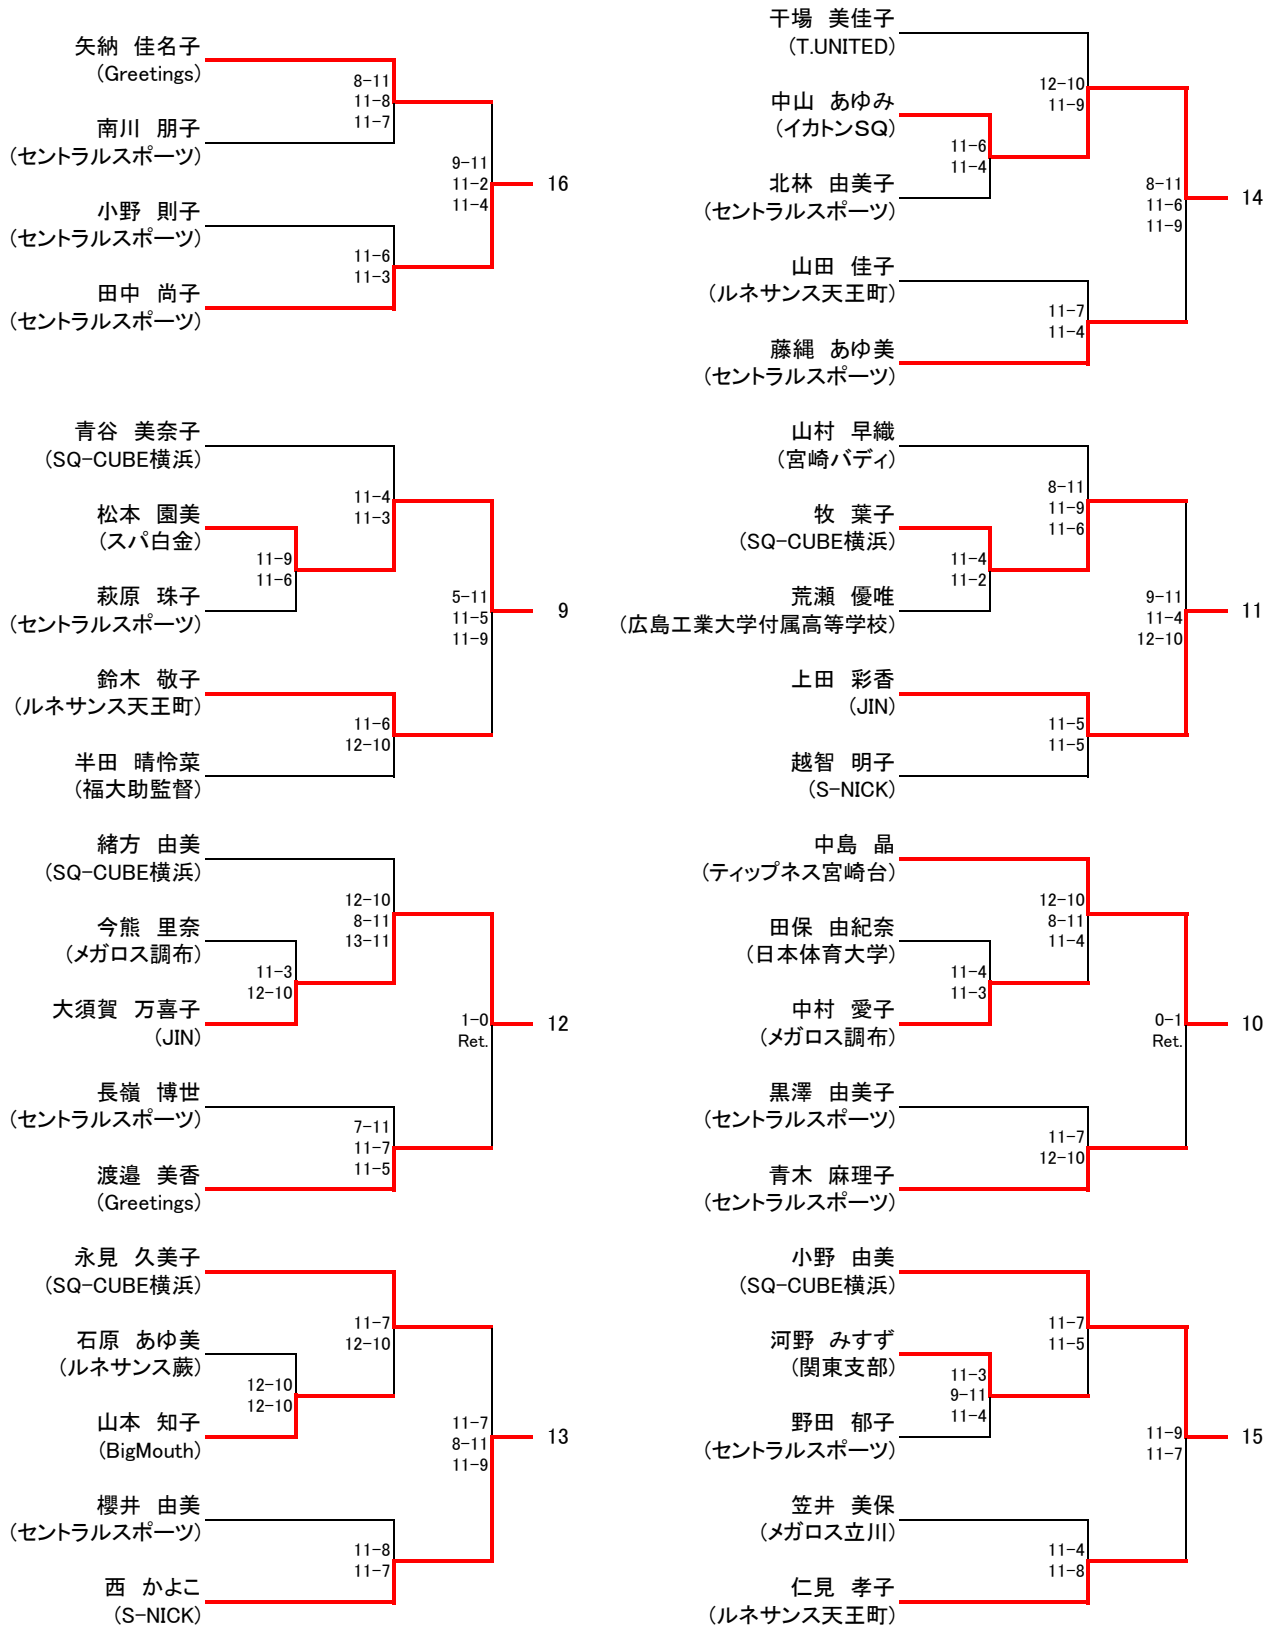 矢納 佳名子
(Greetings)
8-11
11-8
11-7
南川 朋子
(セントラルスポーツ)
9-11
11-2
11-4
16
小野 則子
(セントラルスポーツ)
11-6
11-3
田中 尚子
(セントラルスポーツ)
青谷 美奈子
(SQ-CUBE横浜)
11-4
11-3
松本 園美
(スパ白金)
11-9
11-6
萩原 珠子
(セントラルスポーツ)
5-11
11-5
11-9
9
鈴木 敬子
(ルネサンス天王町)
11-6
12-10
半田 晴怜菜
(福大助監督)
緒方 由美
(SQ-CUBE横浜)
12-10
8-11
13-11
今熊 里奈
(メガロス調布)
11-3
12-10
大須賀 万喜子
(JIN)
1-0
Ret.
12
長嶺 博世
(セントラルスポーツ)
7-11
11-7
11-5
渡邉 美香
(Greetings)
永見 久美子
(SQ-CUBE横浜)
11-7
12-10
石原 あゆ美
(ルネサンス蕨)
12-10
12-10
山本 知子
(BigMouth)
11-7
8-11
11-9
13
櫻井 由美
(セントラルスポーツ)
11-8
11-7
西 かよこ
(S-NICK)
干場 美佳子
(T.UNITED)
12-10
11-9
中山 あゆみ
(イカトンSQ)
11-6
11-4
北林 由美子
(セントラルスポーツ)
8-11
11-6
11-9
14
山田 佳子
(ルネサンス天王町)
11-7
11-4
藤縄 あゆ美
(セントラルスポーツ)
山村 早織
(宮崎バディ)
8-11
11-9
11-6
牧 葉子
(SQ-CUBE横浜)
11-4
11-2
荒瀬 優唯
(広島工業大学付属高等学校)
9-11
11-4
12-10
11
上田 彩香
(JIN)
11-5
11-5
越智 明子
(S-NICK)
中島 晶
(ティップネス宮崎台)
12-10
8-11
11-4
田保 由紀奈
(日本体育大学)
11-4
11-3
中村 愛子
(メガロス調布)
0-1
Ret.
10
黒澤 由美子
(セントラルスポーツ)
11-7
12-10
青木 麻理子
(セントラルスポーツ)
小野 由美
(SQ-CUBE横浜)
11-7
11-5
河野 みすず
(関東支部)
11-3
9-11
11-4
野田 郁子
(セントラルスポーツ)
11-9
11-7
15
笠井 美保
(メガロス立川)
11-4
11-8
仁見 孝子
(ルネサンス天王町)